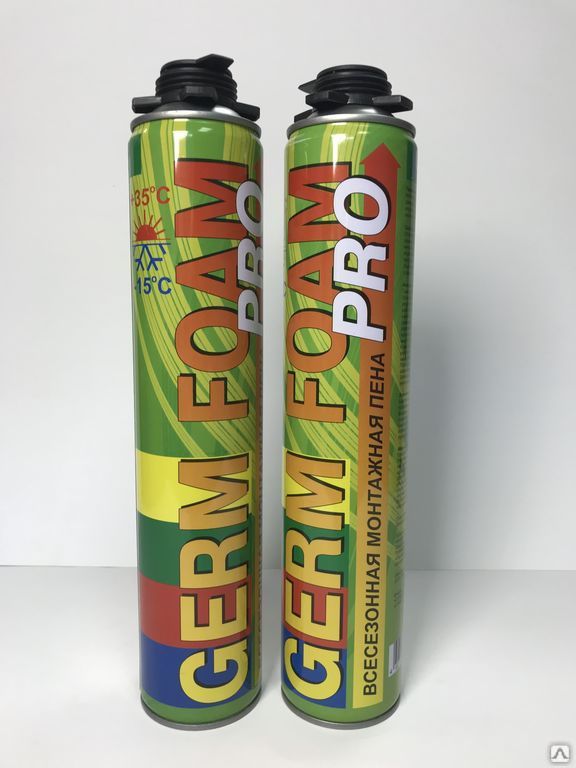 +35°C
-15°C
GERM FOAM
PRO
GERM FOAM
PRO
ВСЕСЕЗОННАЯ МОНТАЖНАЯ ПЕНА